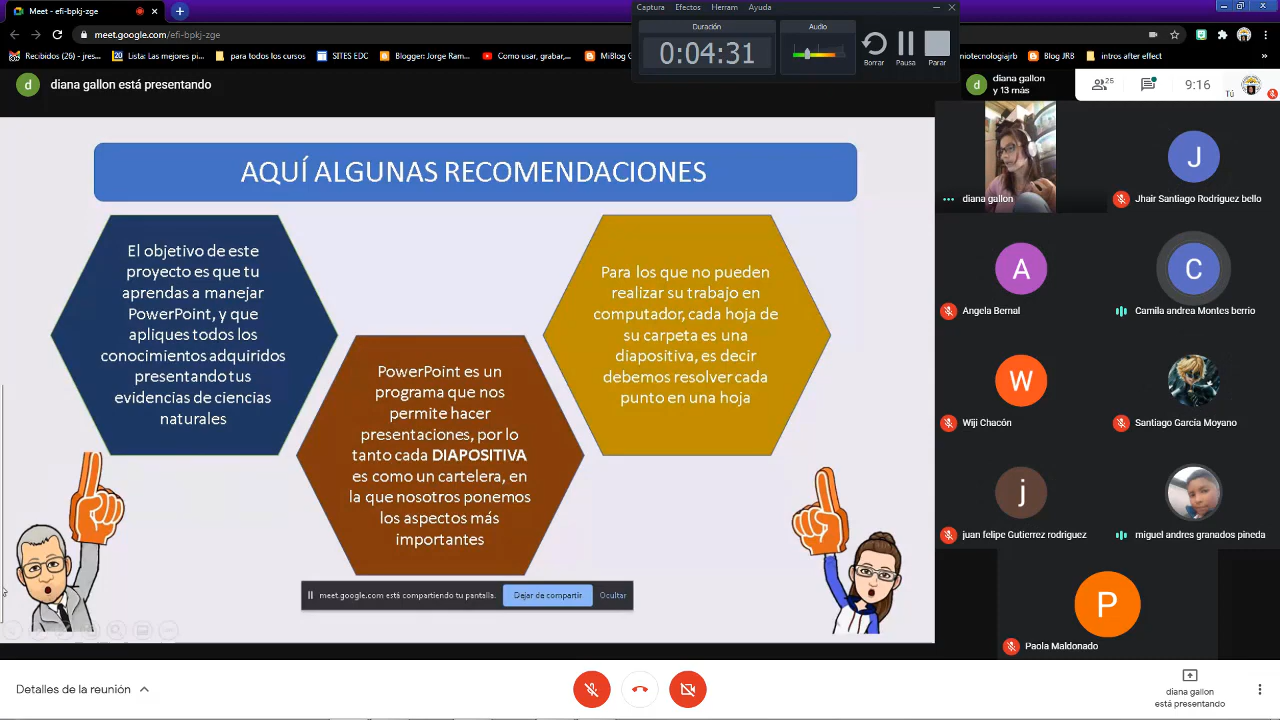 Meet - efi-bpkj-zge
Captura Efectos Herram Ayuda
Duración
0:04:31
Audio
Borrar
Pausa
Parar
meet.google.com/efi-bpkj-zge
Recibidos (26) - jres...
220 Lista: Las mejores pi...
para todos los cursos
SITES EDC
Blogger: Jorge Ram...
Como usar, grabar,...
MiBlog G
niotecnologiajrb
Blog JRB
intros after effect
d
diana gallon está presentando
d
diana gallon
y 13 más
25
9:16
Tú
AQUÍ ALGUNAS RECOMENDACIONES
El objetivo de este
proyecto es que tu
aprendas a manejar
PowerPoint, y que
apliques todos los
conocimientos adquiridos
presentando tus
evidencias de ciencias
naturales
PowerPoint es un
programa que nos
permite hacer
presentaciones, por lo
tanto cada DIAPOSITIVA
es como un cartelera, en
la que nosotros ponemos
los aspectos más
importantes
Para los que no pueden
realizar su trabajo en
computador, cada hoja de
su carpeta es una
diapositiva, es decir
debemos resolver cada
punto en una hoja
meet.google.com está compartiendo tu pantalla.
Dejar de compartir
Ocultar
diana gallon
J
Jhair Santiago Rodríguez bello
A
Angela Bernal
C
Camila andrea Montes berrio
W
Wiji Chacón
Santiago García Moyano
j
juan felipe Gutierrez rodriguez
miguel andres granados pineda
P
Paola Maldonado
Detalles de la reunión
diana gallon
está presentando